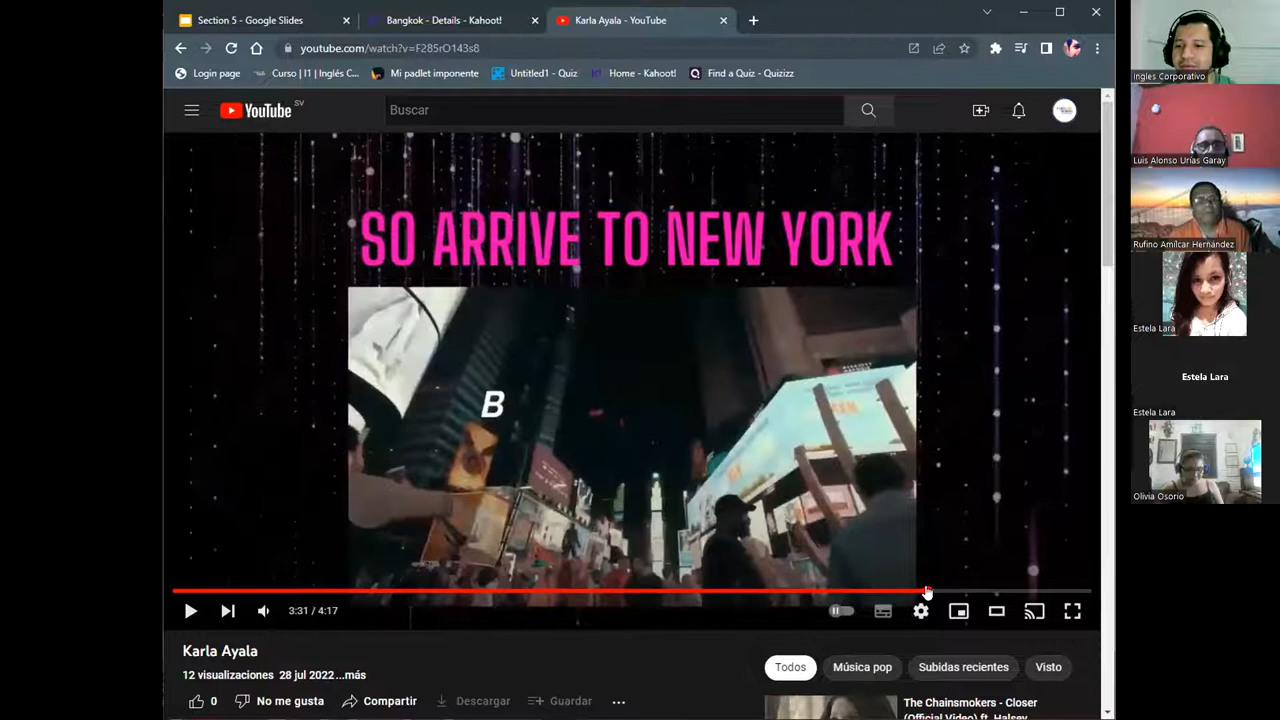 Section 5 - Google Slides
Bangkok - Details - Kahoot!
Karla Ayala - YouTube
youtube.com/watch?v=F285rO143s8
Login page
Curso | I1 | Inglés C...
Mi padlet imponente
Untitled1 - Quiz
Home - Kahoot!
Find a Quiz - Quizizz
YouTube SV
Buscar
SO ARRIVE TO NEW YORK
B
3:31 / 4:17
Karla Ayala
12 visualizaciones 28 jul 2022 ...más
0
No me gusta
Compartir
Descargar
Guardar
Todos
Música pop
Subidas recientes
Visto
The Chainsmokers - Closer
(Official Video) ft. Halsey
Ingles Corporativo
Luis Alonso Urías Garay
Rufino Amílcar Hernández
Estela Lara
Estela Lara
Estela Lara
Olivia Osorio